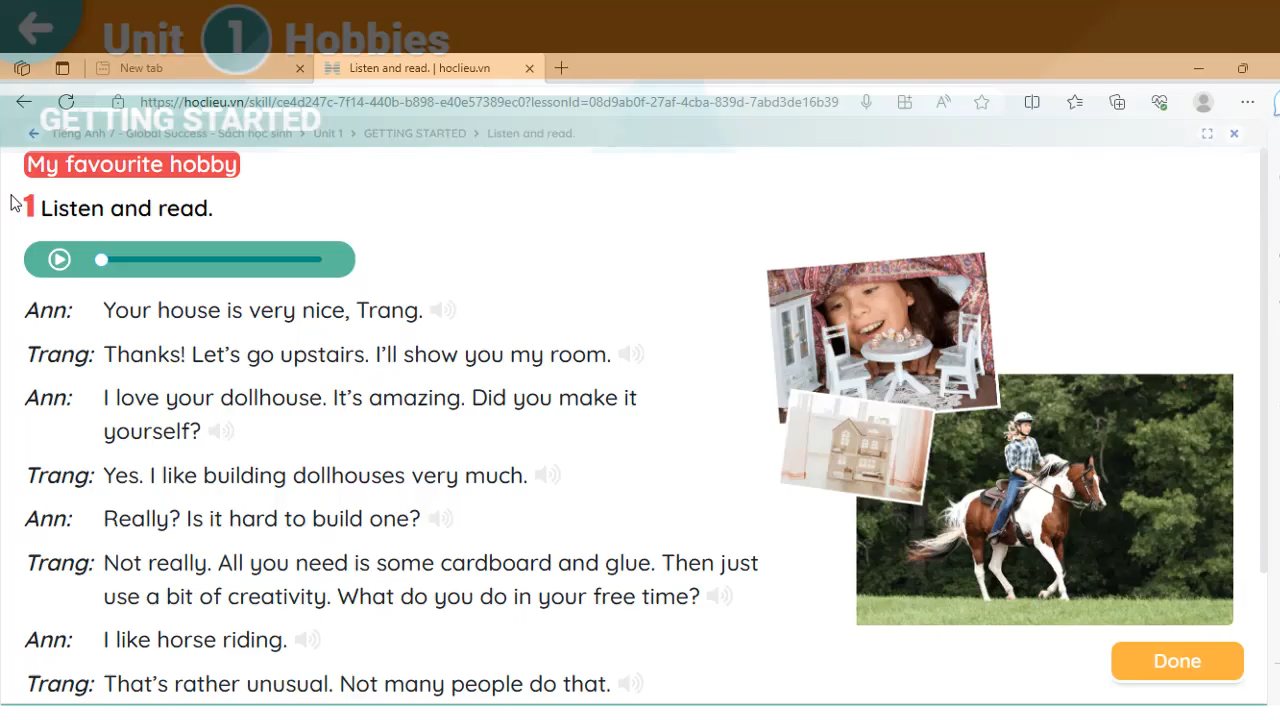 Unit 1 Hobbies
New tab
Listen and read. | hoclieu.vn
https://hoclieu.vn/skill/ce4d247c-7f14-440b-b898-e40e57389ec0?lessonId=08d9ab0f-27af-4cba-839d-7abd3de16b39
GETTING STARTED
Tiếng Anh 7 - Global Success - Sách học sinh > Unit 1 > GETTING STARTED > Listen and read.
My favourite hobby
1 Listen and read.
Ann: Your house is very nice, Trang.
Trang: Thanks! Let's go upstairs. I'll show you my room.
Ann: I love your dollhouse. It's amazing. Did you make it
yourself?
Trang: Yes. I like building dollhouses very much.
Ann: Really? Is it hard to build one?
Trang: Not really. All you need is some cardboard and glue. Then just
use a bit of creativity. What do you do in your free time?
Ann: I like horse riding.
Trang: That's rather unusual. Not many people do that.
Done